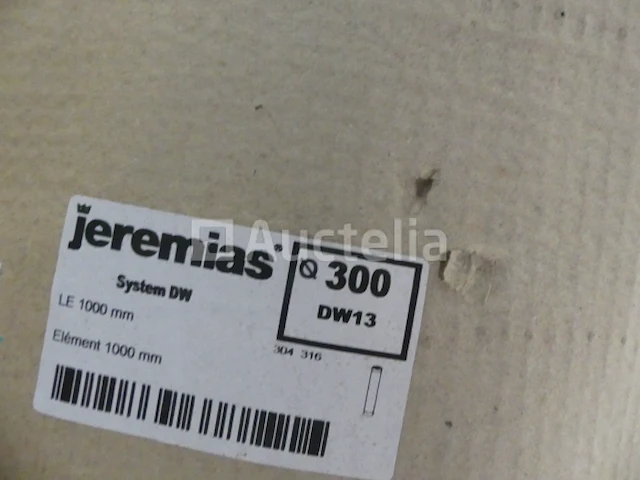 jeremias®
Auctelia
System DW
LE 1000 mm
Elément 1000 mm
Ø 300
DW13
304 316